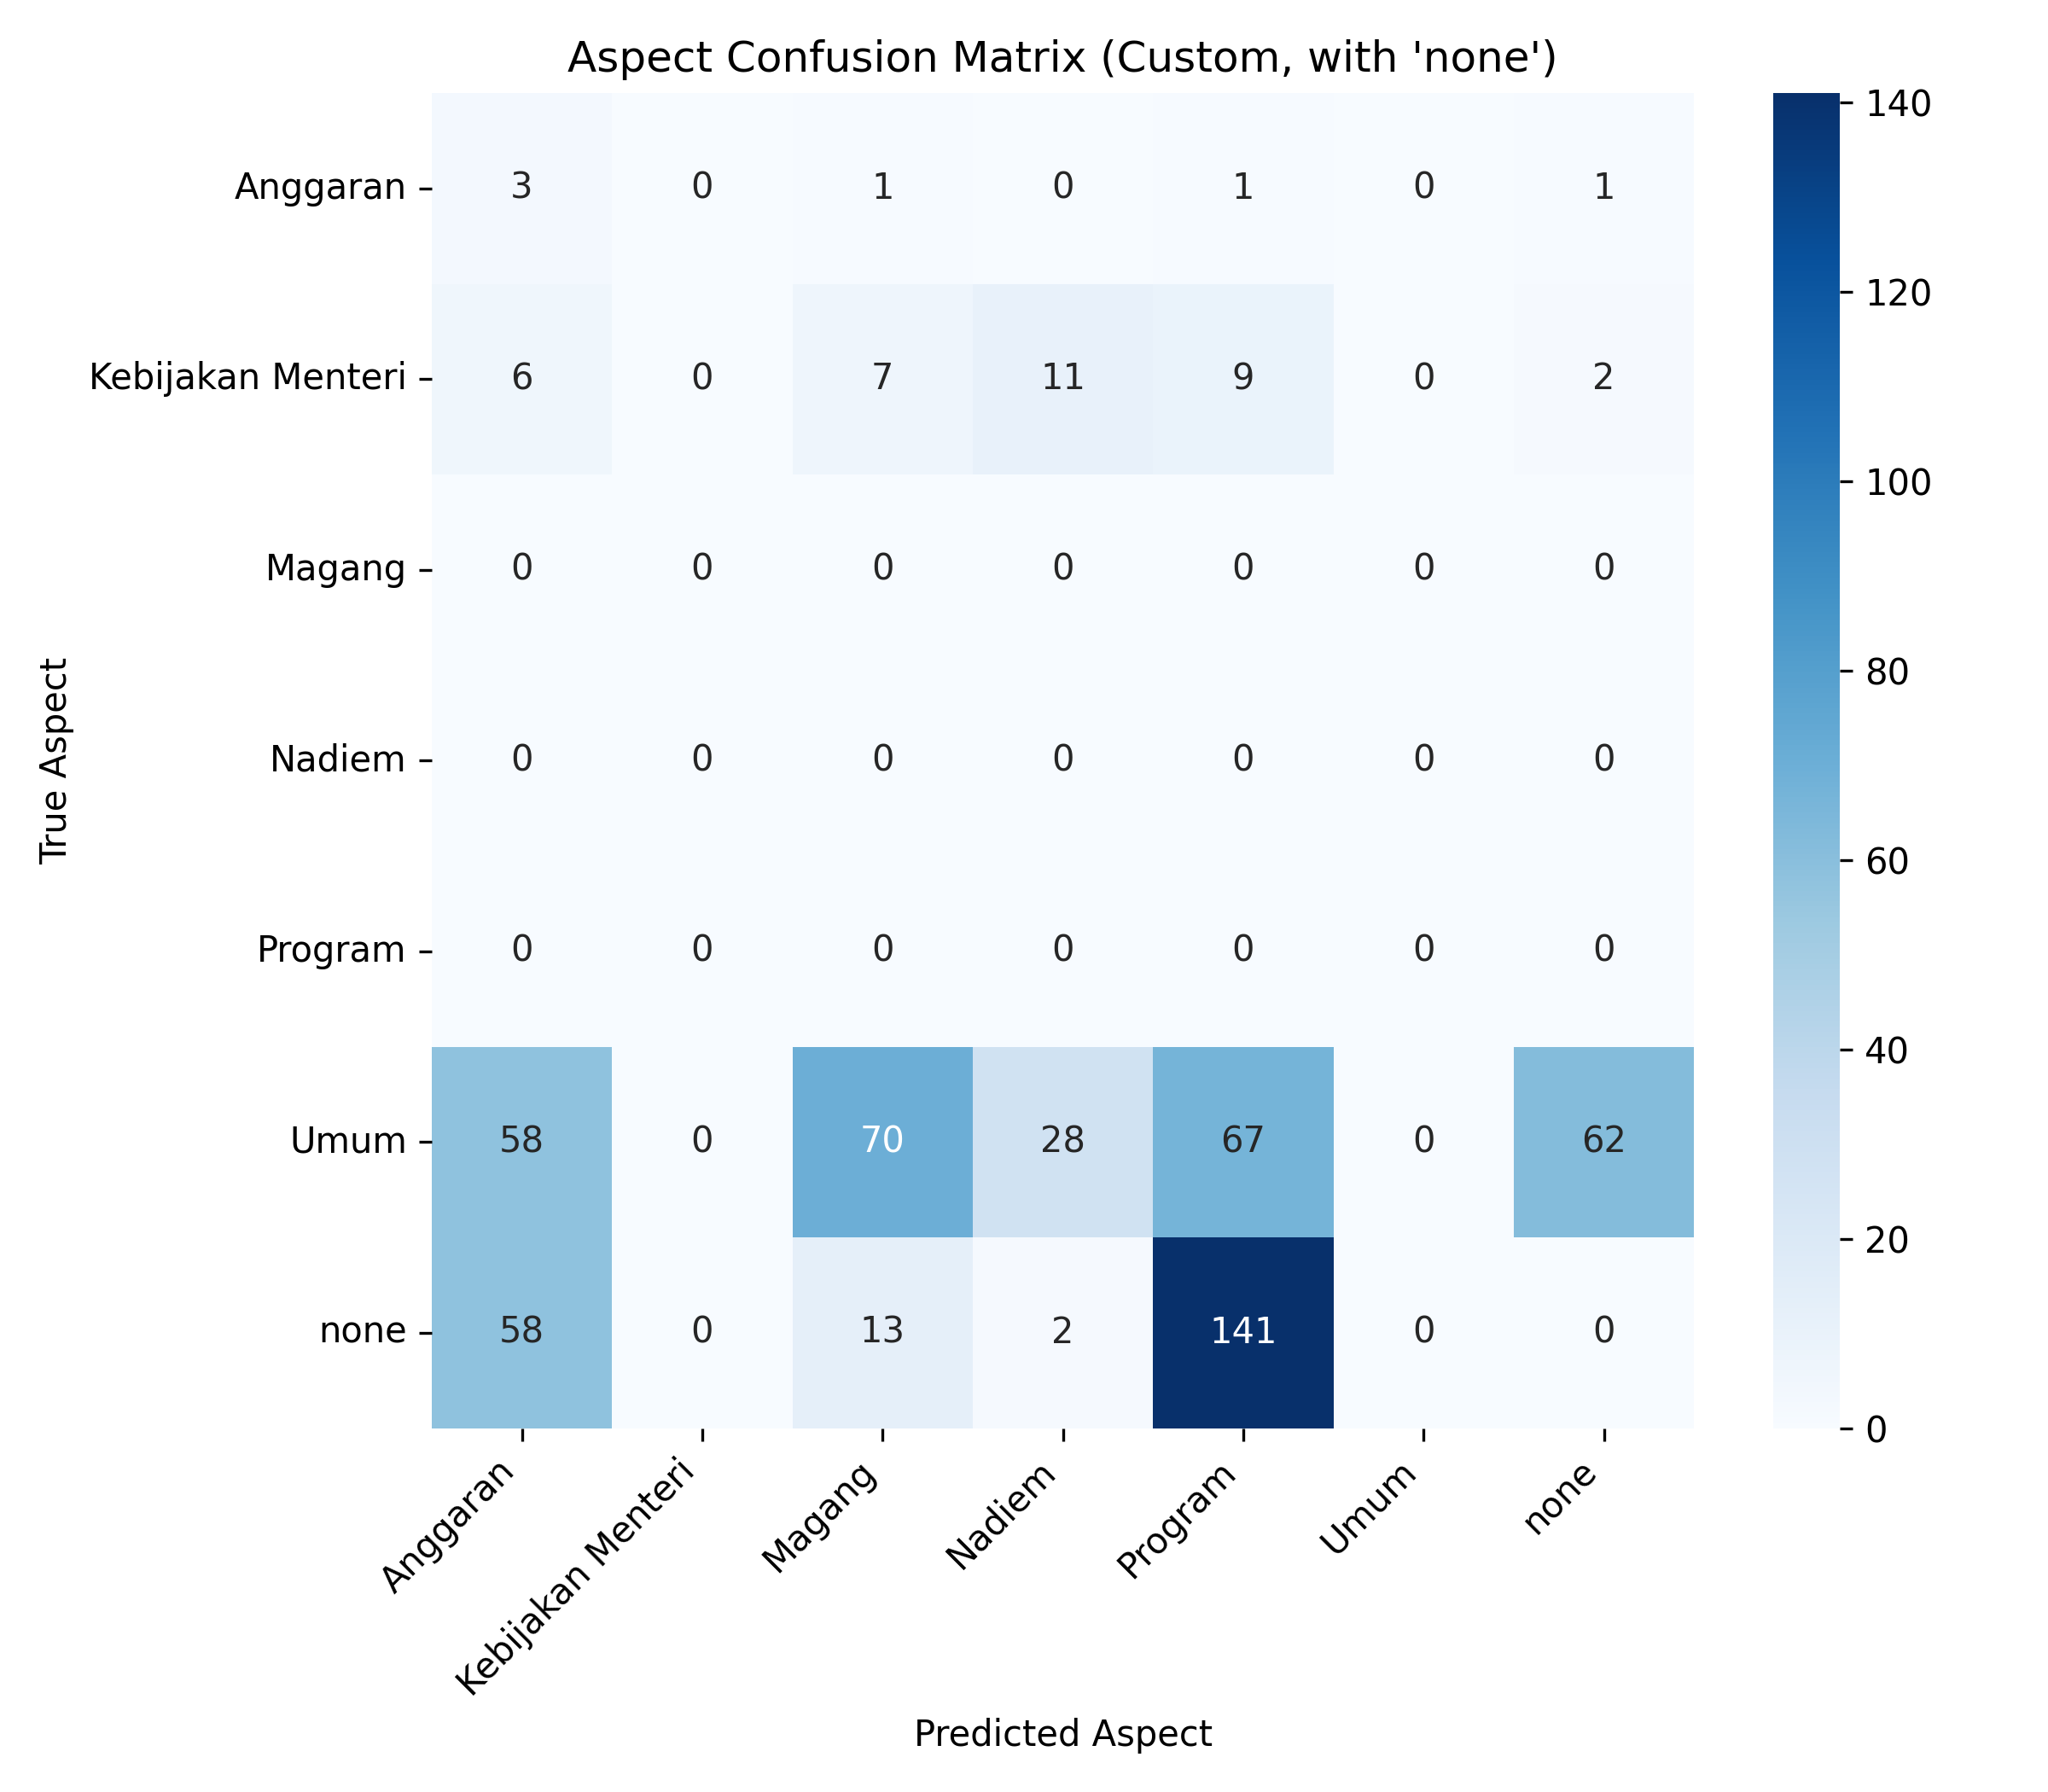 Aspect Confusion Matrix (Custom, with 'none')
True Aspect
Anggaran 3 0 1 0 1 0 1
Kebijakan Menteri 6 0 7 11 9 0 2
Magang 0 0 0 0 0 0 0
Nadiem 0 0 0 0 0 0 0
Program 0 0 0 0 0 0 0
Umum 58 0 70 28 67 0 62
none 58 0 13 2 141 0 0
Anggaran Kebijakan Menteri Magang Nadiem Program Umum none
Predicted Aspect
140
120
100
80
60
40
20
0